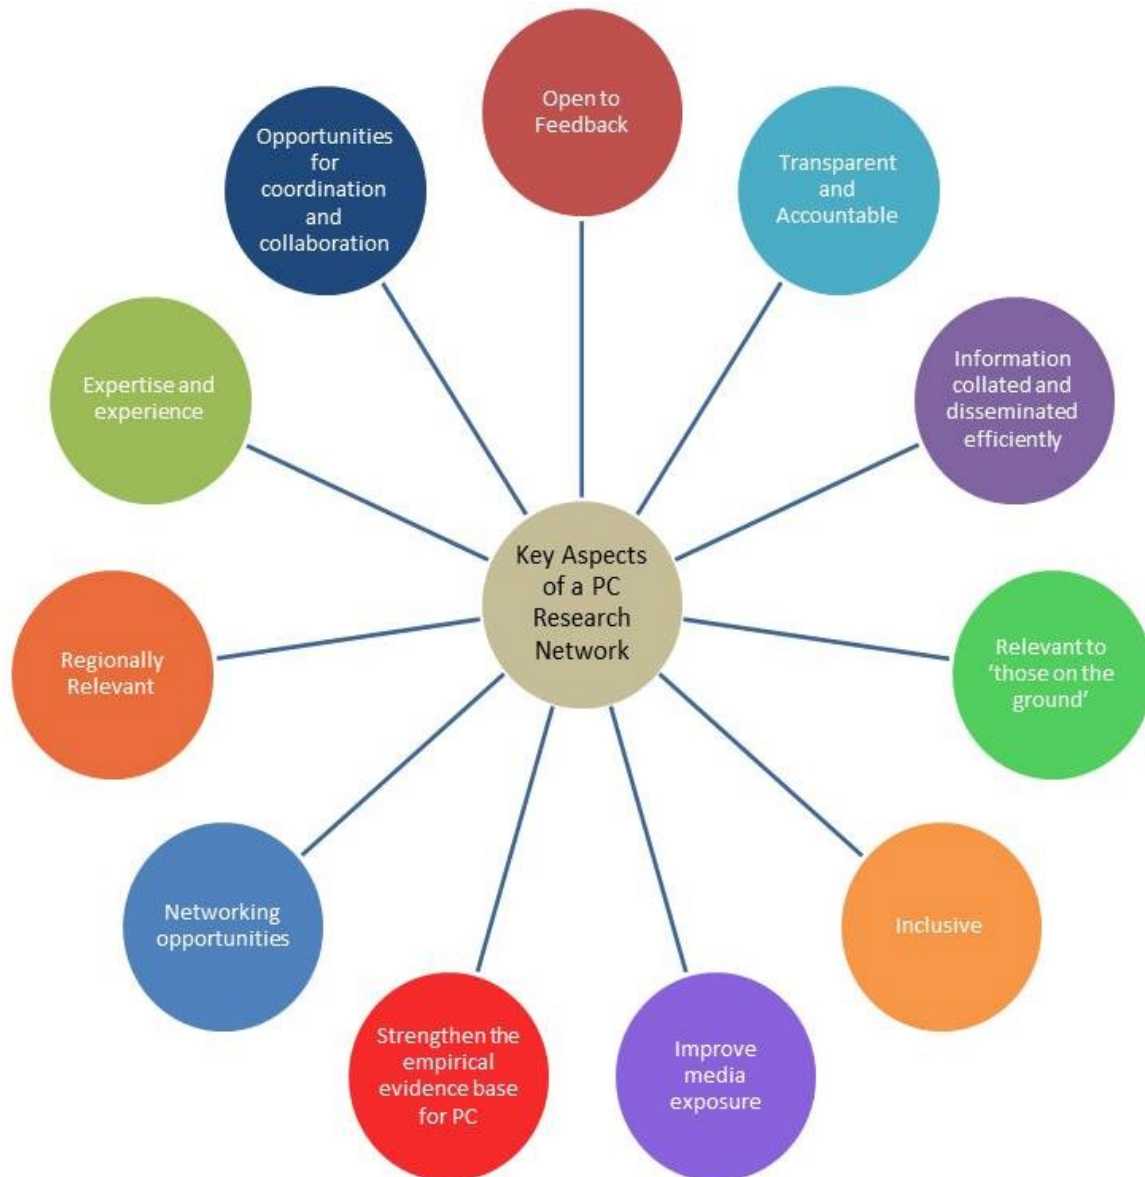 Open to
Feedback
Transparent
and
Accountable
Information
collated and
disseminated
efficiently
Relevant to
‘those on the
ground’
Inclusive
Improve
media
exposure
Strengthen the
empirical
evidence base
for PC
Networking
opportunities
Regionally
Relevant
Expertise and
experience
Opportunities
for
coordination
and
collaboration
Key Aspects
of a PC
Research
Network